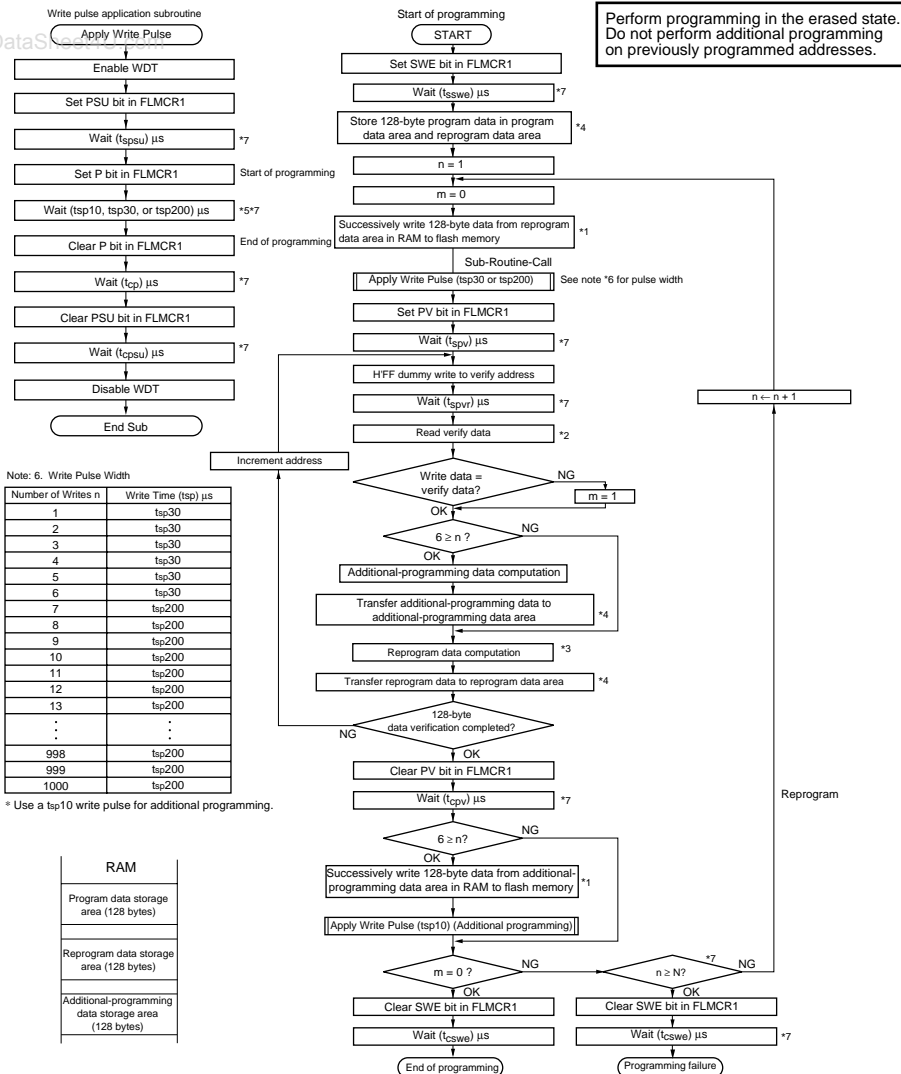 Write pulse application subroutine
Apply Write Pulse
Enable WDT
Set PSU bit in FLMCR1
Wait (tspsu) μs
*7
Set P bit in FLMCR1
Start of programming
Wait (tsp10, tsp30, or tsp200) μs
*5*7
Clear P bit in FLMCR1
End of programming
Wait (tcp) μs
*7
Clear PSU bit in FLMCR1
Wait (tcpsu) μs
*7
Disable WDT
End Sub
Note: 6. Write Pulse Width
Number of Writes n
Write Time (tsp) μs
1
tsp30
2
tsp30
3
tsp30
4
tsp30
5
tsp30
6
tsp30
7
tsp200
8
tsp200
9
tsp200
10
tsp200
11
tsp200
12
tsp200
13
tsp200
998
tsp200
999
tsp200
1000
tsp200
* Use a tsp10 write pulse for additional programming.
RAM
Program data storage
area (128 bytes)
Reprogram data storage
area (128 bytes)
Additional-programming
data storage area
(128 bytes)
Start of programming
START
Set SWE bit in FLMCR1
Wait (tsswe) μs
*7
Store 128-byte program data in program
data area and reprogram data area
*4
n = 1
m = 0
Successively write 128-byte data from reprogram
data area in RAM to flash memory
*1
Sub-Routine-Call
Apply Write Pulse (tsp30 or tsp200)
See note *6 for pulse width
Set PV bit in FLMCR1
Wait (tspv) μs
*7
H'FF dummy write to verify address
Wait (tspvr) μs
*7
Read verify data
*2
Increment address
Write data =
verify data?
NG
m = 1
OK
6 ≥ n ?
NG
OK
Additional-programming data computation
Transfer additional-programming data to
additional-programming data area
*4
Reprogram data computation
*3
Transfer reprogram data to reprogram data area
*4
128-byte
data verification completed?
NG
OK
Clear PV bit in FLMCR1
Wait (tcpv) μs
*7
6 ≥ n?
NG
OK
Successively write 128-byte data from additional-
programming data area in RAM to flash memory
*1
Apply Write Pulse (tsp10) (Additional programming)
m = 0 ?
NG
OK
Clear SWE bit in FLMCR1
Wait (tcswe) μs
End of programming
*7
n ≥ N?
NG
OK
Clear SWE bit in FLMCR1
Wait (tcswe) μs
*7
Programming failure
n ← n + 1
Reprogram
Perform programming in the erased state.
Do not perform additional programming
on previously programmed addresses.